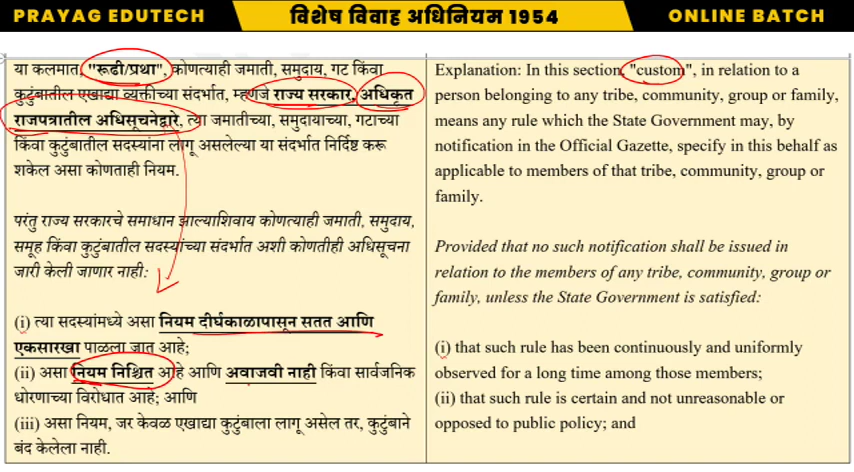 PRAYAG EDUTECH
विशेष विवाह अधिनियम 1954
ONLINE BATCH
या कलमात, "रूढी/प्रथा", कोणत्याही जमाती, समुदाय, गट किंवा
कुटुंबातील एखाद्या व्यक्तीच्या संदर्भात, म्हणजे राज्य सरकार, अधिकृत
राजपत्रातील अधिसूचनेद्वारे, त्या जमातीच्या, समुदायाच्या, गटाच्या
किंवा कुटुंबातील सदस्यांना लागू असलेल्या या संदर्भात निर्दिष्ट करू
शकेल असा कोणताही नियम.
परंतु राज्य सरकारचे समाधान झाल्याशिवाय कोणत्याही जमाती, समुदाय,
समूह किंवा कुटुंबातील सदस्यांच्या संदर्भात अशी कोणतीही अधिसूचना
जारी केली जाणार नाही:
(i) त्या सदस्यांमध्ये असा नियम दीर्घकाळापासून सतत आणि
एकसारखा पाळला जात आहे;
(ii) असा नियम निश्चित आहे आणि अवाजवी नाही किंवा सार्वजनिक
धोरणाच्या विरोधात आहे; आणि
(iii) असा नियम, जर केवळ एखाद्या कुटुंबाला लागू असेल तर, कुटुंबाने
बंद केलेला नाही.
Explanation: In this section, "custom", in relation to a
person belonging to any tribe, community, group or family,
means any rule which the State Government may, by
notification in the Official Gazette, specify in this behalf as
applicable to members of that tribe, community, group or
family.
Provided that no such notification shall be issued in
relation to the members of any tribe, community, group or
family, unless the State Government is satisfied:
(i) that such rule has been continuously and uniformly
observed for a long time among those members;
(ii) that such rule is certain and not unreasonable or
opposed to public policy; and